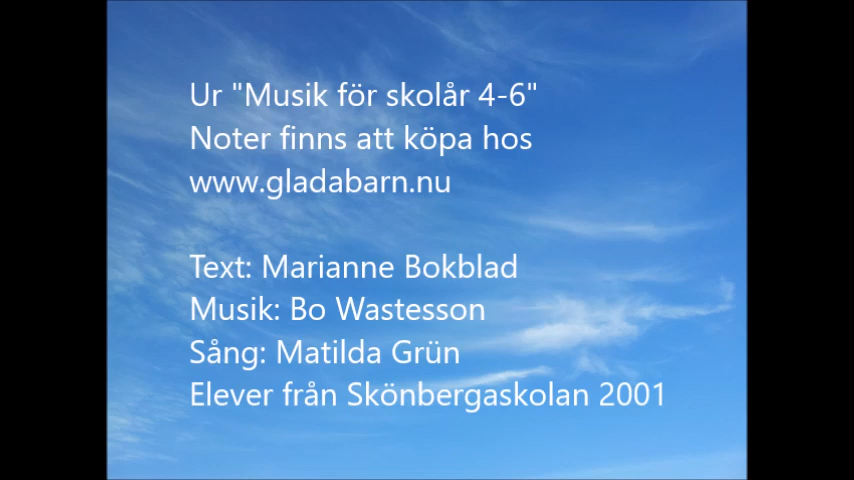 Ur "Musik för skolår 4-6"
Noter finns att köpa hos
www.gladabarn.nu
Text: Marianne Bokblad
Musik: Bo Wastesson
Sång: Matilda Grün
Elever från Skönbergaskolan 2001